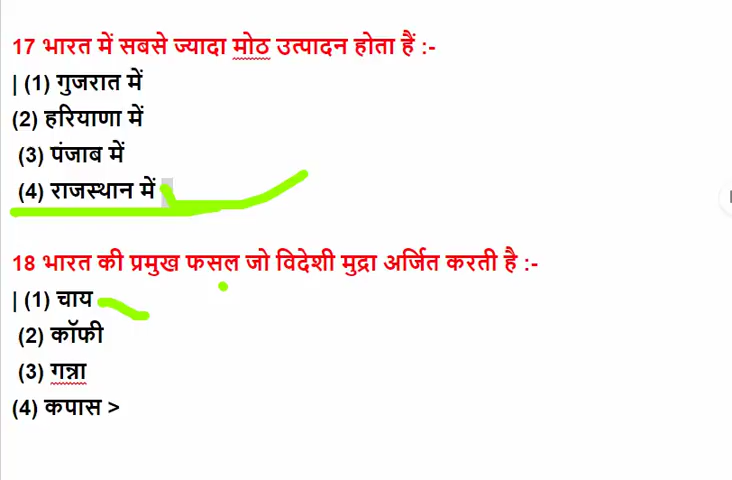 17 भारत में सबसे ज्यादा मोठ उत्पादन होता हैं :-
| (1) गुजरात में
(2) हरियाणा में
(3) पंजाब में
(4) राजस्थान में
18 भारत की प्रमुख फसल जो विदेशी मुद्रा अर्जित करती है :-
| (1) चाय
(2) कॉफी
(3) गन्ना
(4) कपास >